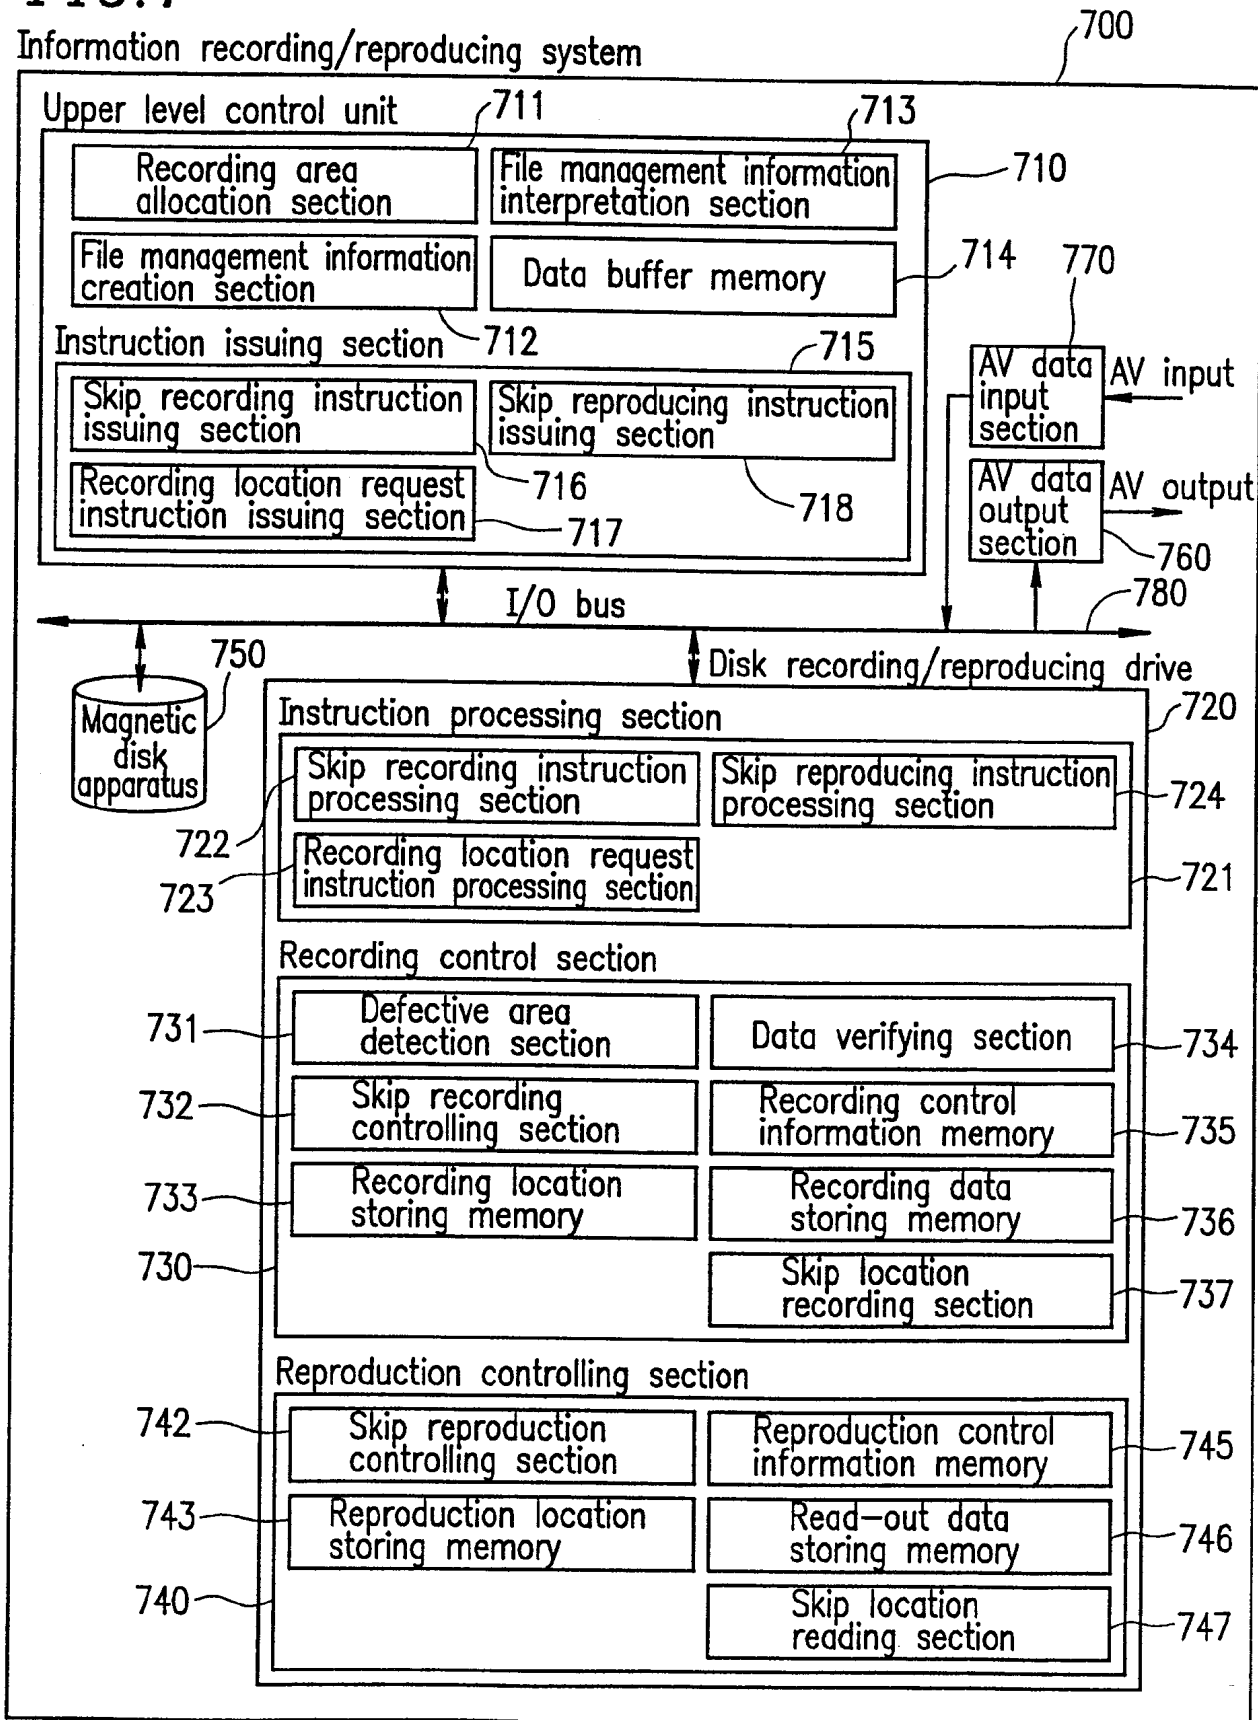 FIG.7
Information recording/reproducing system
700
Upper level control unit
711
713
Recording area
allocation section
File management information
interpretation section
710
File management information
creation section
Data buffer memory
714
770
712
Instruction issuing section
715
AV data
input
section
AV input
Skip recording instruction
issuing section
Skip reproducing instruction
issuing section
716
718
Recording location request
instruction issuing section
717
AV data
output
section
AV output
760
I/O bus
780
750
Disk recording/reproducing drive
Magnetic
disk
apparatus
Instruction processing section
720
Skip recording instruction
processing section
Skip reproducing instruction
processing section
724
722
Recording location request
instruction processing section
723
721
Recording control section
731
Defective area
detection section
Data verifying section
734
732
Skip recording
controlling section
Recording control
information memory
735
733
Recording location
storing memory
Recording data
storing memory
736
730
Skip location
recording section
737
Reproduction controlling section
742
Skip reproduction
controlling section
Reproduction control
information memory
745
743
Reproduction location
storing memory
Read-out data
storing memory
746
740
Skip location
reading section
747